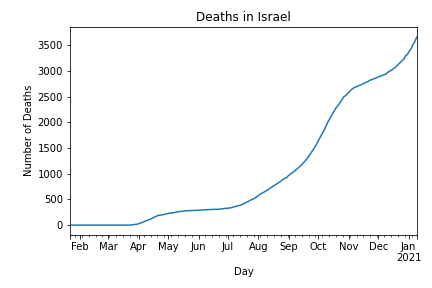 Deaths in Israel
Number of Deaths
3500
3000
2500
2000
1500
1000
500
0
Feb Mar Apr May Jun Jul Aug Sep Oct Nov Dec Jan
2021
Day